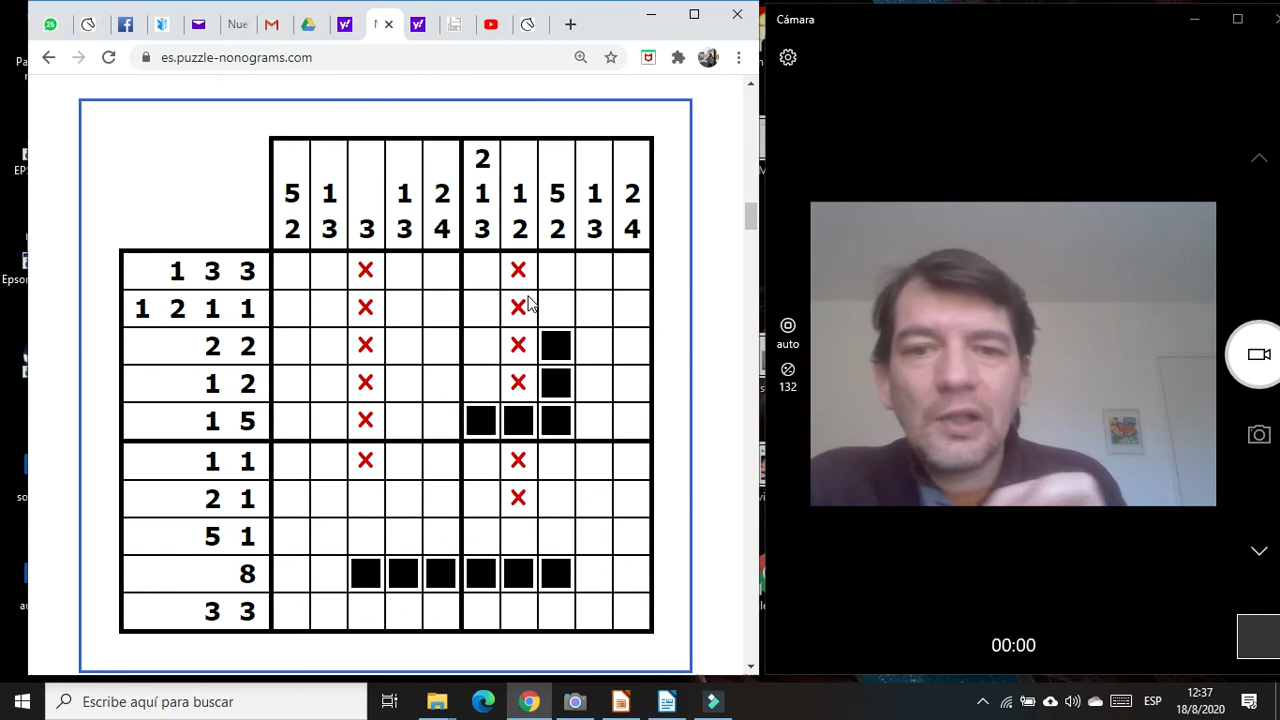 Nue
es.puzzle-nonograms.com
Cámara
2
5 1 1 2 1 1 5 1 2
2 3 3 3 4 3 2 2 3 4
1 3 3
1 2 1 1
2 2
1 2
1 5
1 1
2 1
5 1
8
3 3
auto
132
00:00
Escribe aquí para buscar
ESP
12:37
18/8/2020